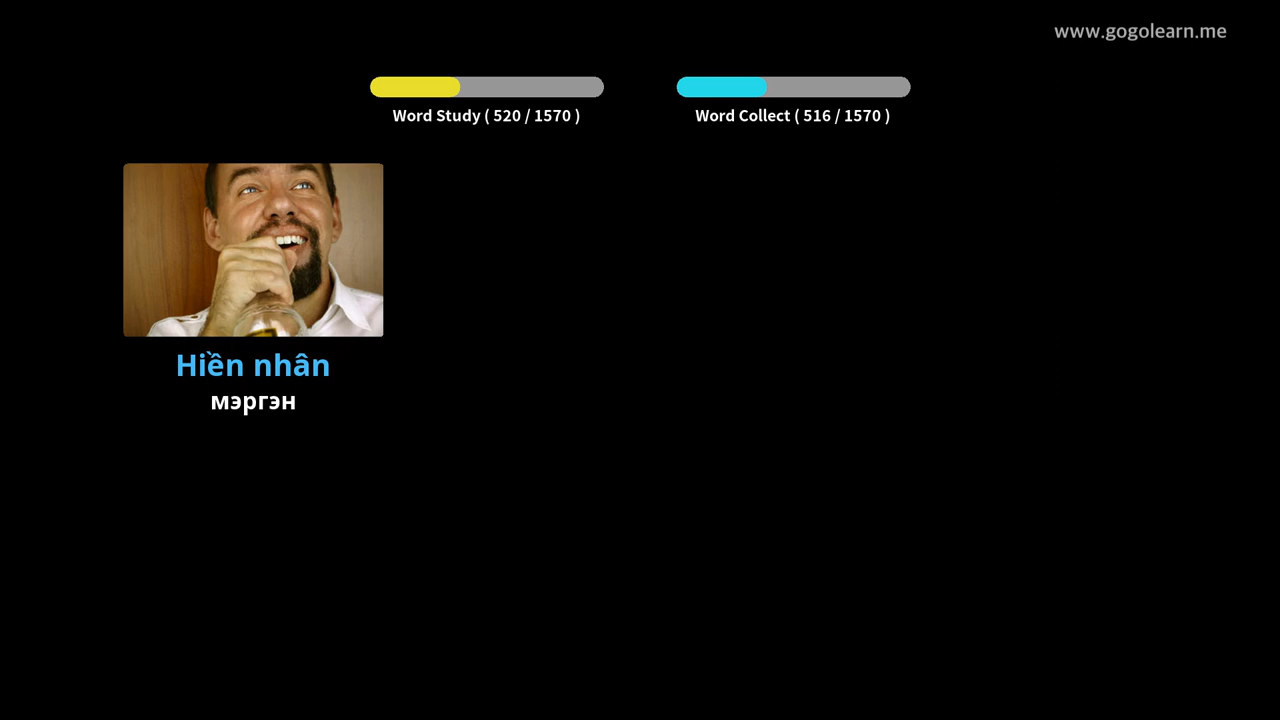 www.gogolearn.me
Word Study ( 520 / 1570 )
Word Collect ( 516 / 1570 )
Hiền nhân
мэргэн